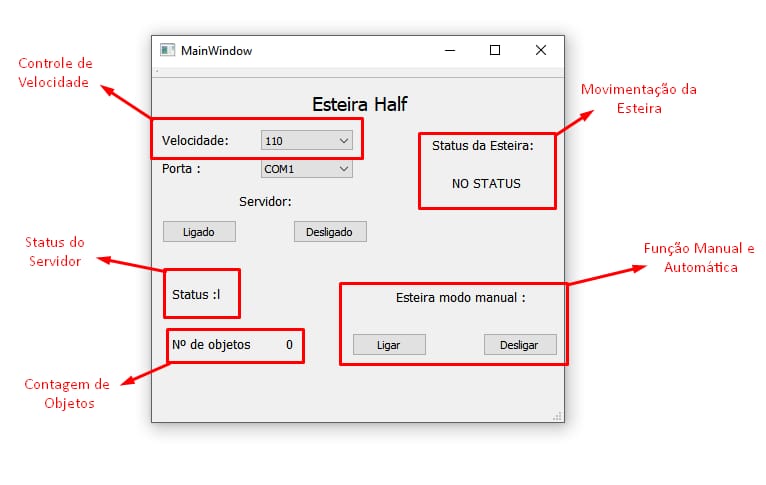 Controle de
Velocidade
MainWindow
Esteira Half
Velocidade:
110
Porta :
COM1
Servidor:
Ligado
Desligado
Status da Esteira:
NO STATUS
Movimentação da
Esteira
Status do
Servidor
Status :l
Nº de objetos
0
Contagem de
Objetos
Esteira modo manual :
Ligar
Desligar
Função Manual e
Automática